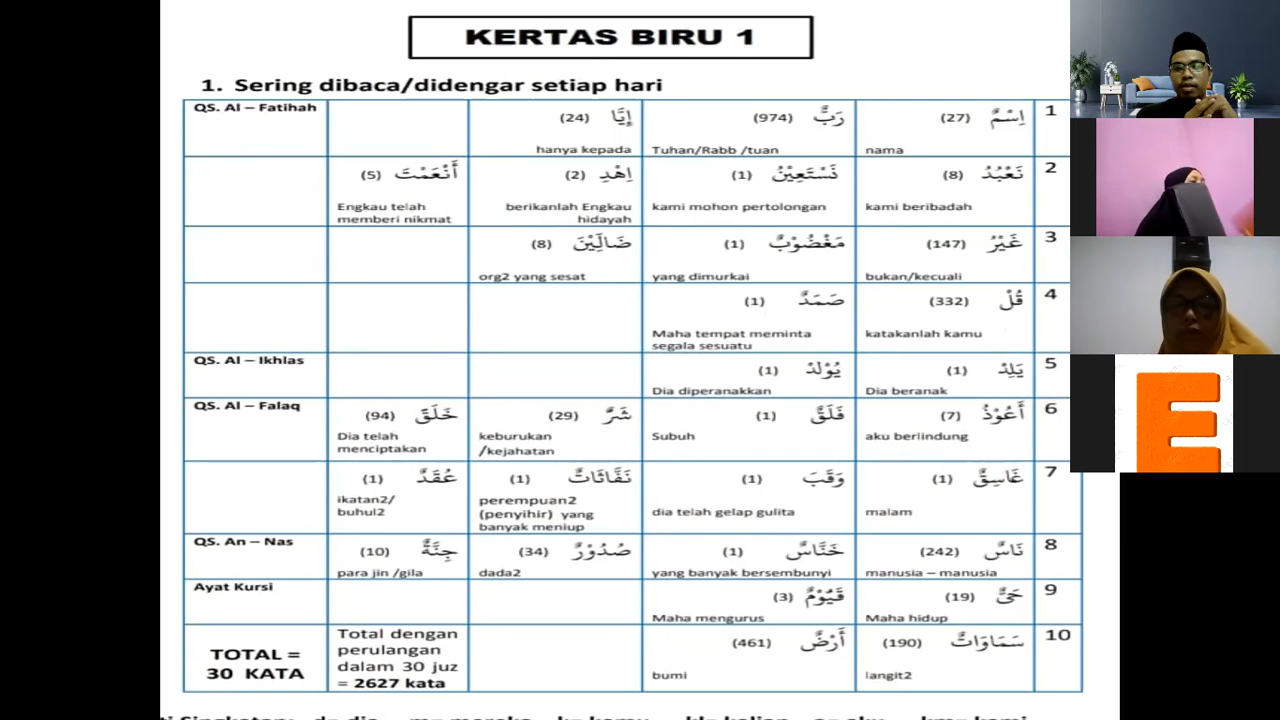 KERTAS BIRU 1
1. Sering dibaca/didengar setiap hari
QS. Al – Fatihah
إِيَّا (24)
hanya kepada
رَبٌّ (974)
Tuhan/Rabb /tuan
اِسْمٌ (27)
nama
1
أَنْعَمْتَ (5)
Engkau telah
memberi nikmat
اِهْدِ (2)
berikanlah Engkau
hidayah
نَسْتَعِيْنُ (1)
kami mohon pertolongan
نَعْبُدُ (8)
kami beribadah
2
ضَالِّيْنَ (8)
org2 yang sesat
مَغْضُوْبٌ (1)
yang dimurkai
غَيْرُ (147)
bukan/kecuali
3
صَمَدٌ (1)
Maha tempat meminta
segala sesuatu
قُلْ (332)
katakanlah kamu
4
QS. Al – Ikhlas
يُوْلَدْ (1)
Dia diperanakkan
يَلِدْ (1)
Dia beranak
5
QS. Al – Falaq
خَلَقَ (94)
Dia telah
menciptakan
شَرٌّ (29)
keburukan
/kejahatan
فَلَقٌ (1)
Subuh
أَعُوْذُ (7)
aku berlindung
6
عُقَدٌ (1)
ikatan2/
buhul2
نَفَّاثَاتٌ (1)
perempuan2
(penyihir) yang
banyak meniup
وَقَبَ (1)
dia telah gelap gulita
غَاسِقٌ (1)
malam
7
QS. An – Nas
جِنَّةٌ (10)
para jin /gila
صُدُوْرٌ (34)
dada2
خَنَّاسٌ (1)
yang banyak bersembunyi
نَاسٌ (242)
manusia – manusia
8
Ayat Kursi
قَيُّوْمٌ (3)
Maha mengurus
حَيٌّ (19)
Maha hidup
9
TOTAL =
30 KATA
Total dengan
perulangan
dalam 30 juz
= 2627 kata
أَرْضٌ (461)
bumi
سَمَاوَاتٌ (190)
langit2
10
E